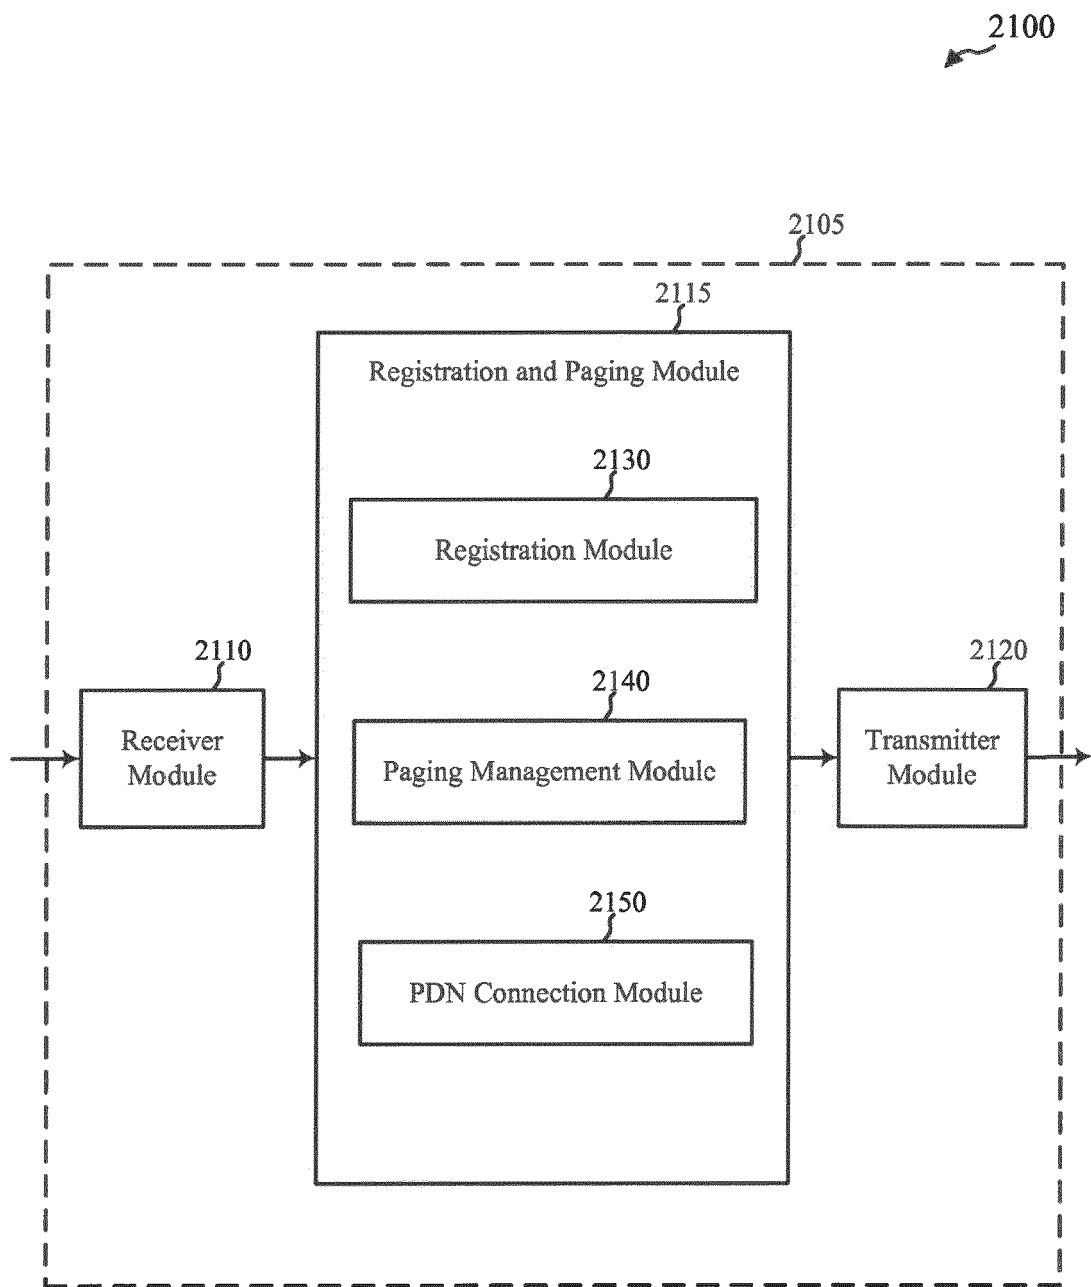 2100
2105
2115
Registration and Paging Module
2130
Registration Module
2110
Receiver
Module
2140
Paging Management Module
2120
Transmitter
Module
2150
PDN Connection Module